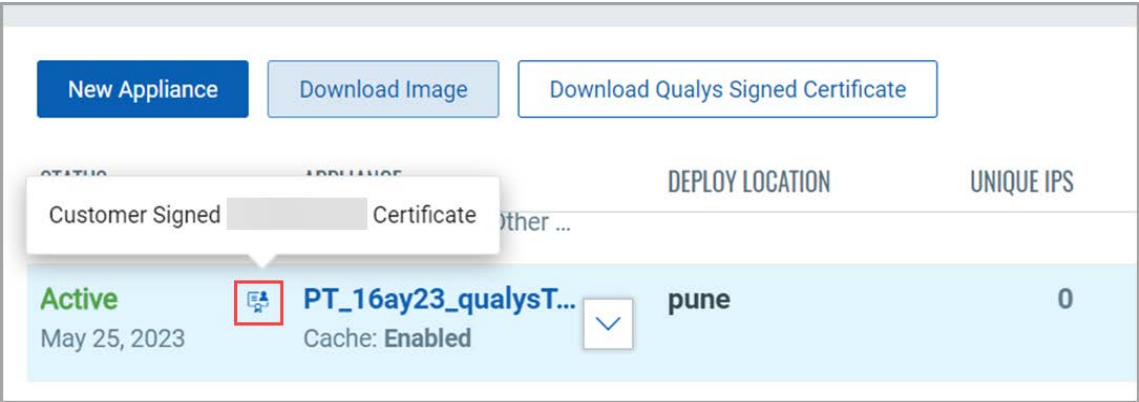 New Appliance Download Image Download Qualys Signed Certificate
DEPLOY LOCATION UNIQUE IPS
Customer Signed Certificate
Other ...
Active PT_16ay23_qualysT... pune 0
May 25, 2023 Cache: Enabled